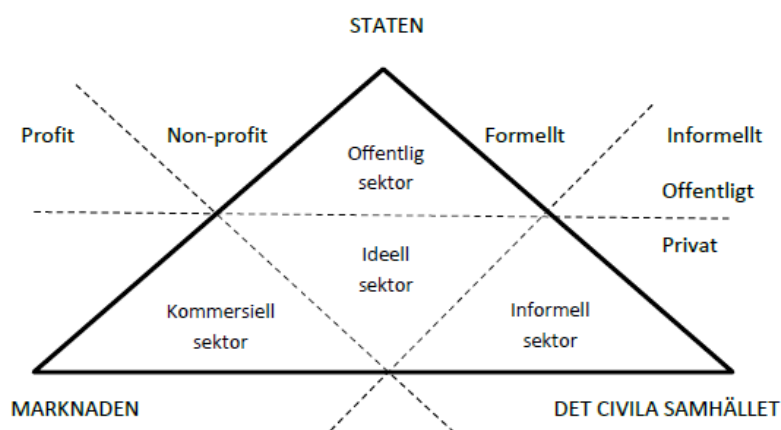 STATEN
Profit
Non-profit
Formellt
Informellt
Offentlig
sektor
Offentligt
Privat
Ideell
sektor
Kommersiell
sektor
Informell
sektor
MARKNADEN
DET CIVILA SAMHÄLLET